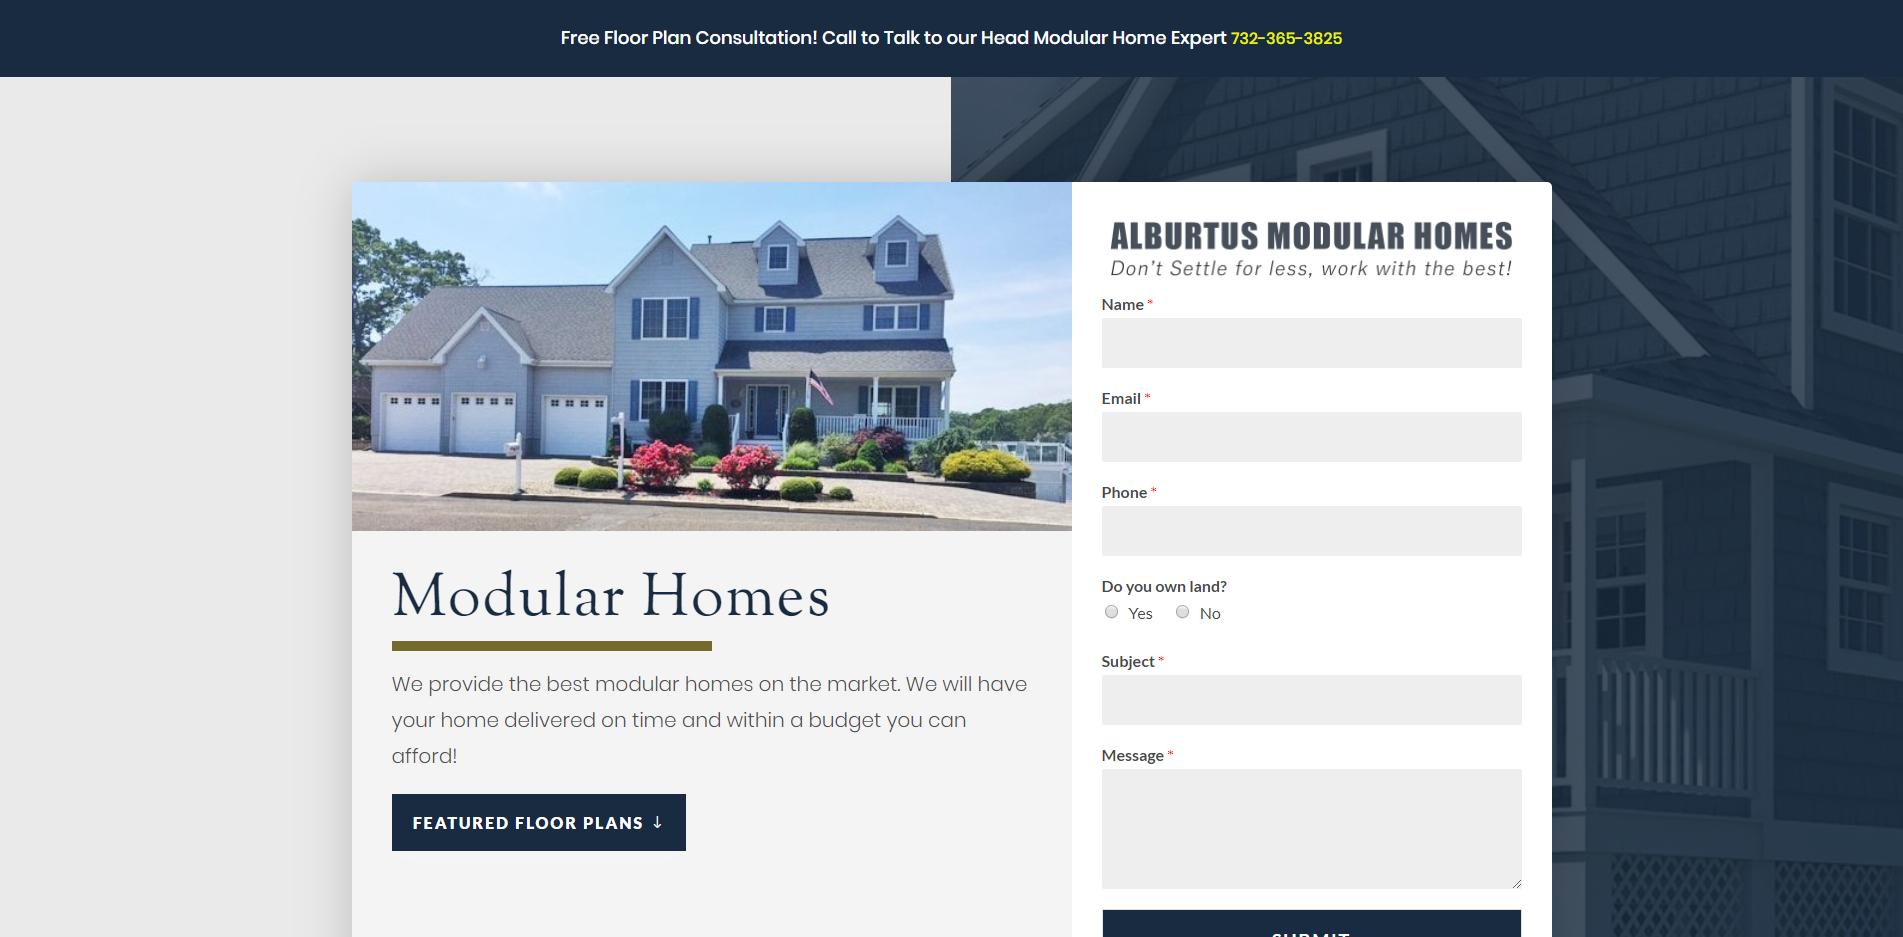 Free Floor Plan Consultation! Call to Talk to our Head Modular Home Expert 732-365-3825
ALBURTUS MODULAR HOMES
Don't Settle for less, work with the best!
Name *
Email *
Phone *
Do you own land?
Yes No
Subject *
Message *
SUBMIT
Modular Homes
We provide the best modular homes on the market. We will have
your home delivered on time and within a budget you can
afford!
FEATURED FLOOR PLANS ↓